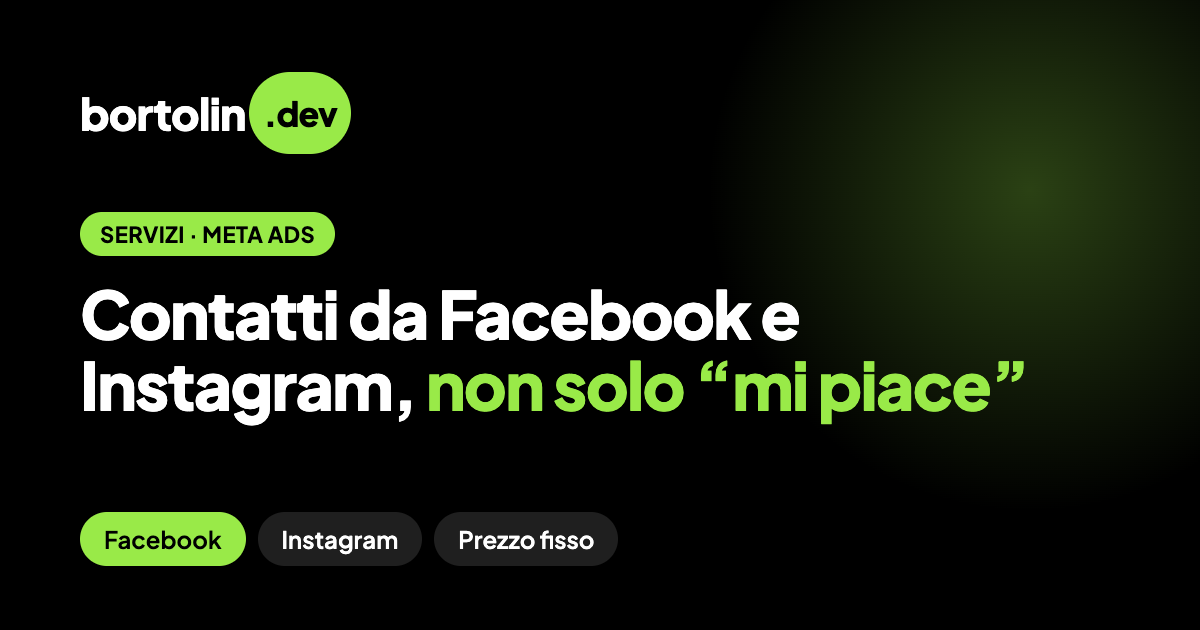 bortolin.dev
SERVIZI · META ADS
Contatti da Facebook e
Instagram, non solo “mi piace”
Facebook
Instagram
Prezzo fisso